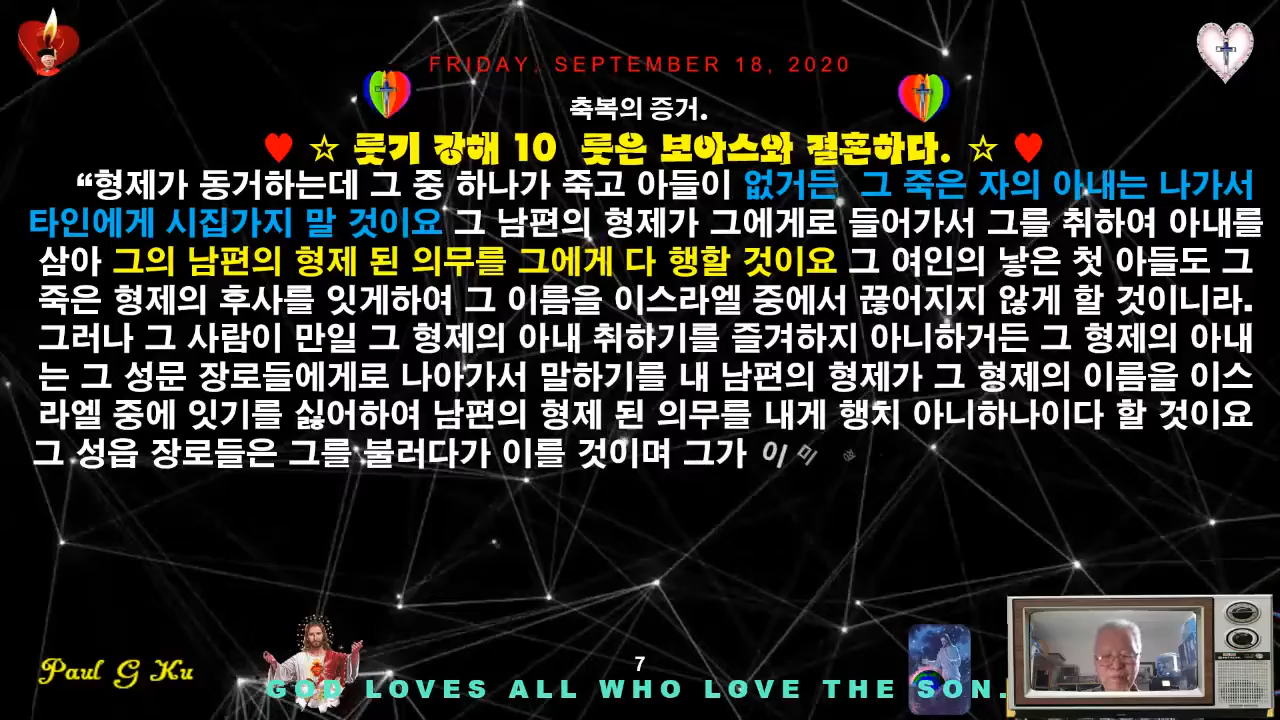 FRIDAY, SEPTEMBER 18, 2020
축복의 증거.
♥ ☆ 룻기 강해 10 룻은 보아스와 결혼하다. ☆ ♥
“형제가 동거하는데 그 중 하나가 죽고 아들이 없거든 그 죽은 자의 아내는 나가서
타인에게 시집가지 말 것이요 그 남편의 형제가 그에게로 들어가서 그를 취하여 아내를
삼아 그의 남편의 형제 된 의무를 그에게 다 행할 것이요 그 여인의 낳은 첫 아들도 그
죽은 형제의 후사를 잇게하여 그 이름을 이스라엘 중에서 끊어지지 않게 할 것이니라.
그러나 그 사람이 만일 그 형제의 아내 취하기를 즐겨하지 아니하거든 그 형제의 아내
는 그 성문 장로들에게로 나아가서 말하기를 내 남편의 형제가 그 형제의 이름을 이스
라엘 중에 잇기를 싫어하여 남편의 형제 된 의무를 내게 행치 아니하나이다 할 것이요
그 성읍 장로들은 그를 불러다가 이를 것이며 그가 이미
Paul G Ku
7
GOD LOVES ALL WHO LOVE THE SON.